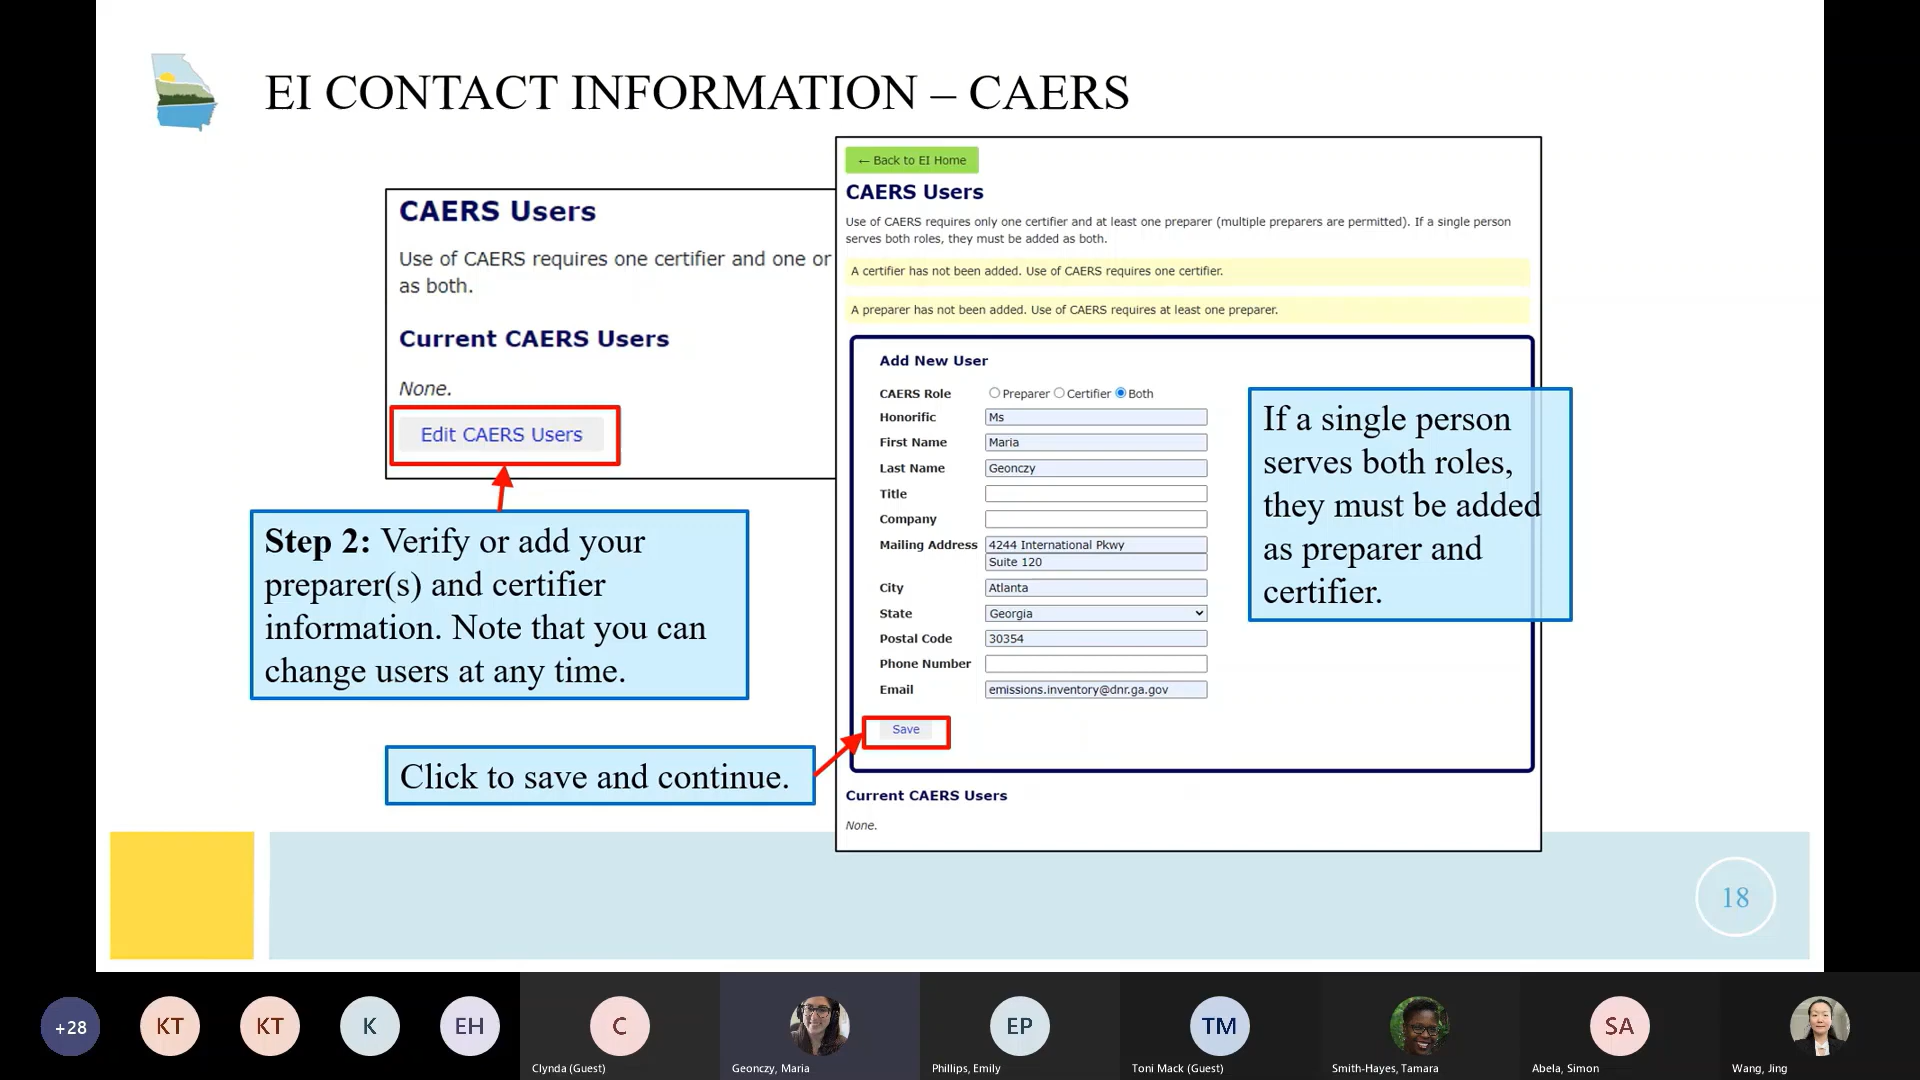 EI CONTACT INFORMATION – CAERS
CAERS Users
Use of CAERS requires one certifier and one or
as both.
Current CAERS Users
None.
Edit CAERS Users
Step 2: Verify or add your
preparer(s) and certifier
information. Note that you can
change users at any time.
Click to save and continue.
← Back to EI Home
CAERS Users
Use of CAERS requires only one certifier and at least one preparer (multiple preparers are permitted). If a single person
serves both roles, they must be added as both.
A certifier has not been added. Use of CAERS requires one certifier.
A preparer has not been added. Use of CAERS requires at least one preparer.
Add New User
CAERS Role Preparer Certifier Both
Honorific Ms
First Name Maria
Last Name Geonczy
Title
Company
Mailing Address 4244 International Pkwy
Suite 120
City Atlanta
State Georgia
Postal Code 30354
Phone Number
Email emissions.inventory@dnr.ga.gov
Save
Current CAERS Users
None.
If a single person
serves both roles,
they must be added
as preparer and
certifier.
18
+28 KT KT K EH C EP TM SA
Clynda (Guest) Geonczy, Maria Phillips, Emily Toni Mack (Guest) Smith-Hayes, Tamara Abela, Simon Wang, Jing